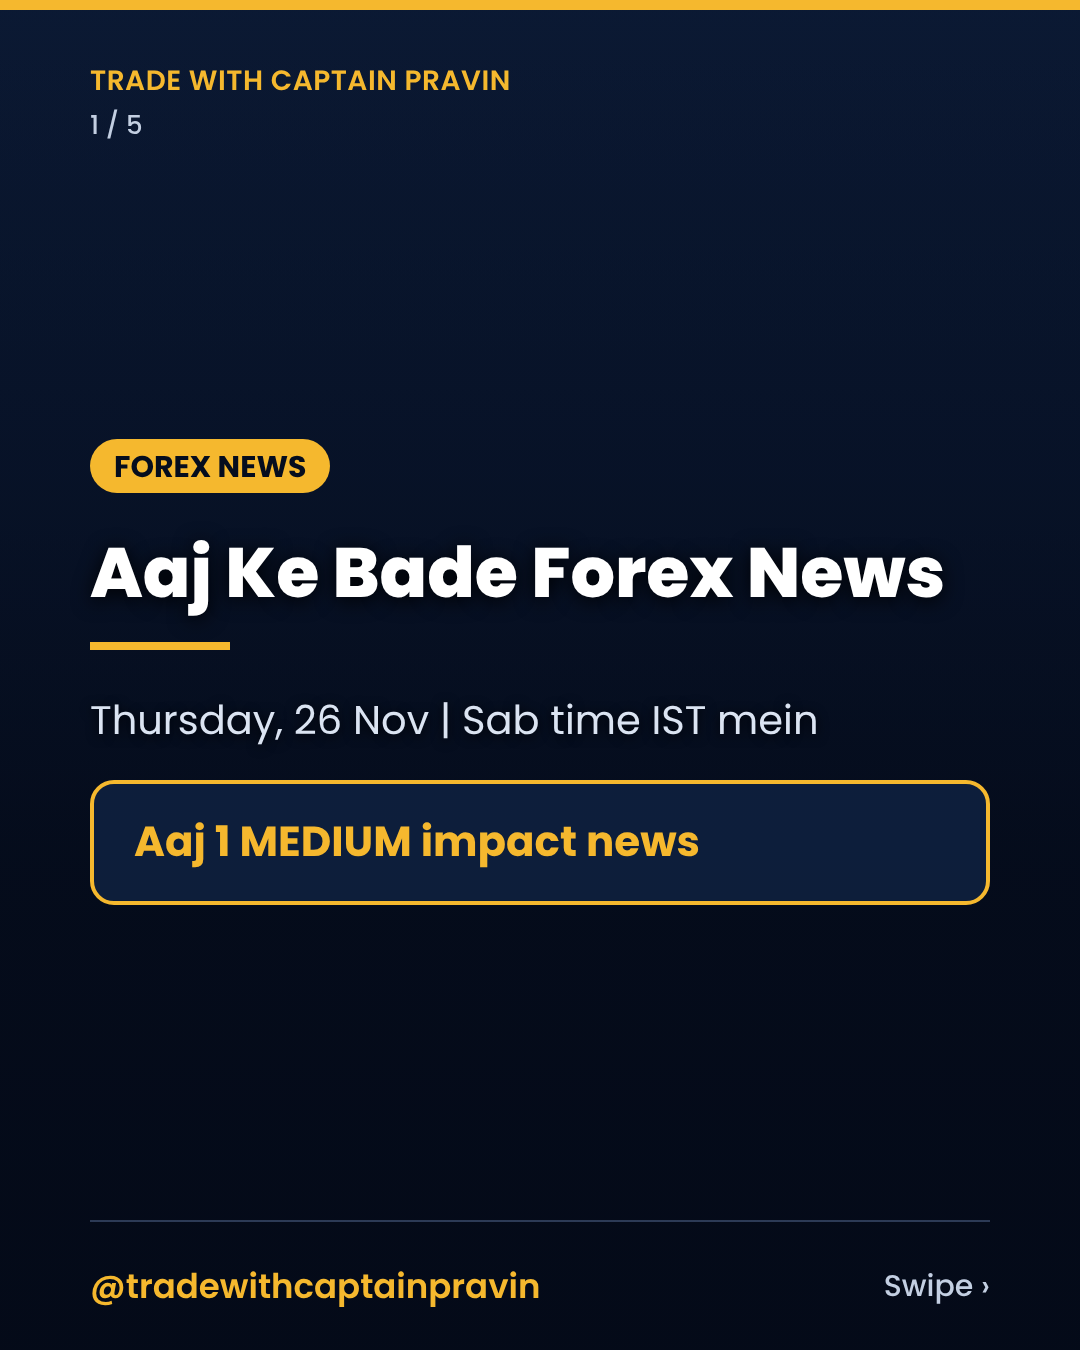 TRADE WITH CAPTAIN PRAVIN
1 / 5
FOREX NEWS
Aaj Ke Bade Forex News
Thursday, 26 Nov | Sab time IST mein
Aaj 1 MEDIUM impact news
@tradewithcaptainpravin
Swipe ›